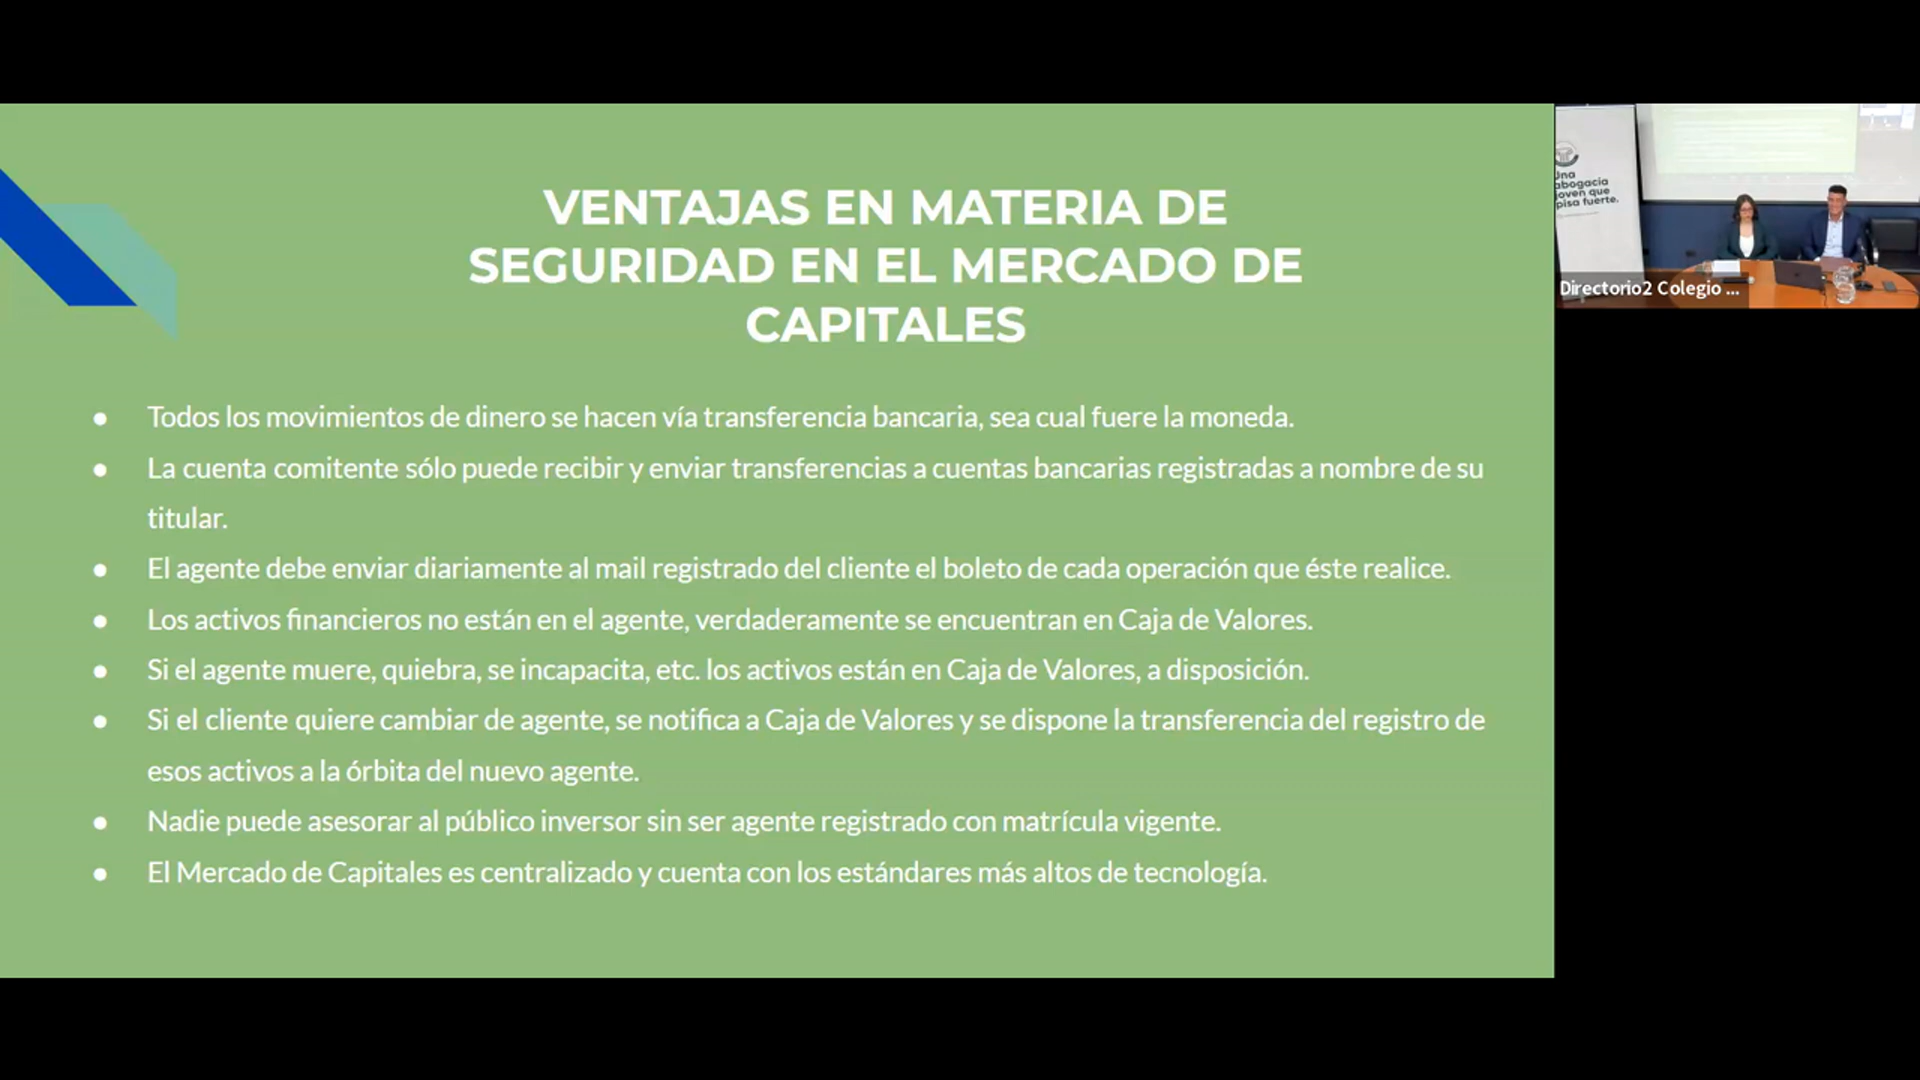 VENTAJAS EN MATERIA DE
SEGURIDAD EN EL MERCADO DE
CAPITALES
● Todos los movimientos de dinero se hacen vía transferencia bancaria, sea cual fuere la moneda.
● La cuenta comitente sólo puede recibir y enviar transferencias a cuentas bancarias registradas a nombre de su
titular.
● El agente debe enviar diariamente al mail registrado del cliente el boleto de cada operación que éste realice.
● Los activos financieros no están en el agente, verdaderamente se encuentran en Caja de Valores.
● Si el agente muere, quiebra, se incapacita, etc. los activos están en Caja de Valores, a disposición.
● Si el cliente quiere cambiar de agente, se notifica a Caja de Valores y se dispone la transferencia del registro de
esos activos a la órbita del nuevo agente.
● Nadie puede asesorar al público inversor sin ser agente registrado con matrícula vigente.
● El Mercado de Capitales es centralizado y cuenta con los estándares más altos de tecnología.
Una
abogacía
joven que
pisa fuerte.
Directorio2 Colegio ...